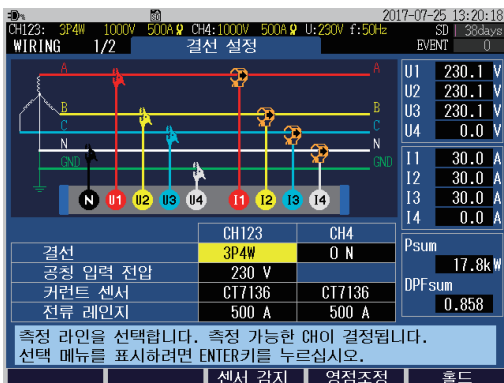 2017-07-25 13:20:18
CH123: 3P4W 1000V 500A CH4:1000V 500A U:230V f:50Hz SD 38days
WIRING 1/2 결선 설정 EVENT 0
A A
B B
C C
N N
GND GND
N U1 U2 U3 U4 I1 I2 I3 I4
U1 230.1 V
U2 230.1 V
U3 230.1 V
U4 0.0 V
I1 30.0 A
I2 30.0 A
I3 30.0 A
I4 0.0 A
Psum
17.8kW
DPFsum
0.858
CH123 CH4
결선 3P4W ON
공칭 입력 전압 230 V
커런트 센서 CT7136 CT7136
전류 레인지 500 A 500 A
측정 라인을 선택합니다. 측정 가능한 CH이 결정됩니다.
선택 메뉴를 표시하려면 ENTER키를 누르십시오.
센서 감지 영점조정 홀드